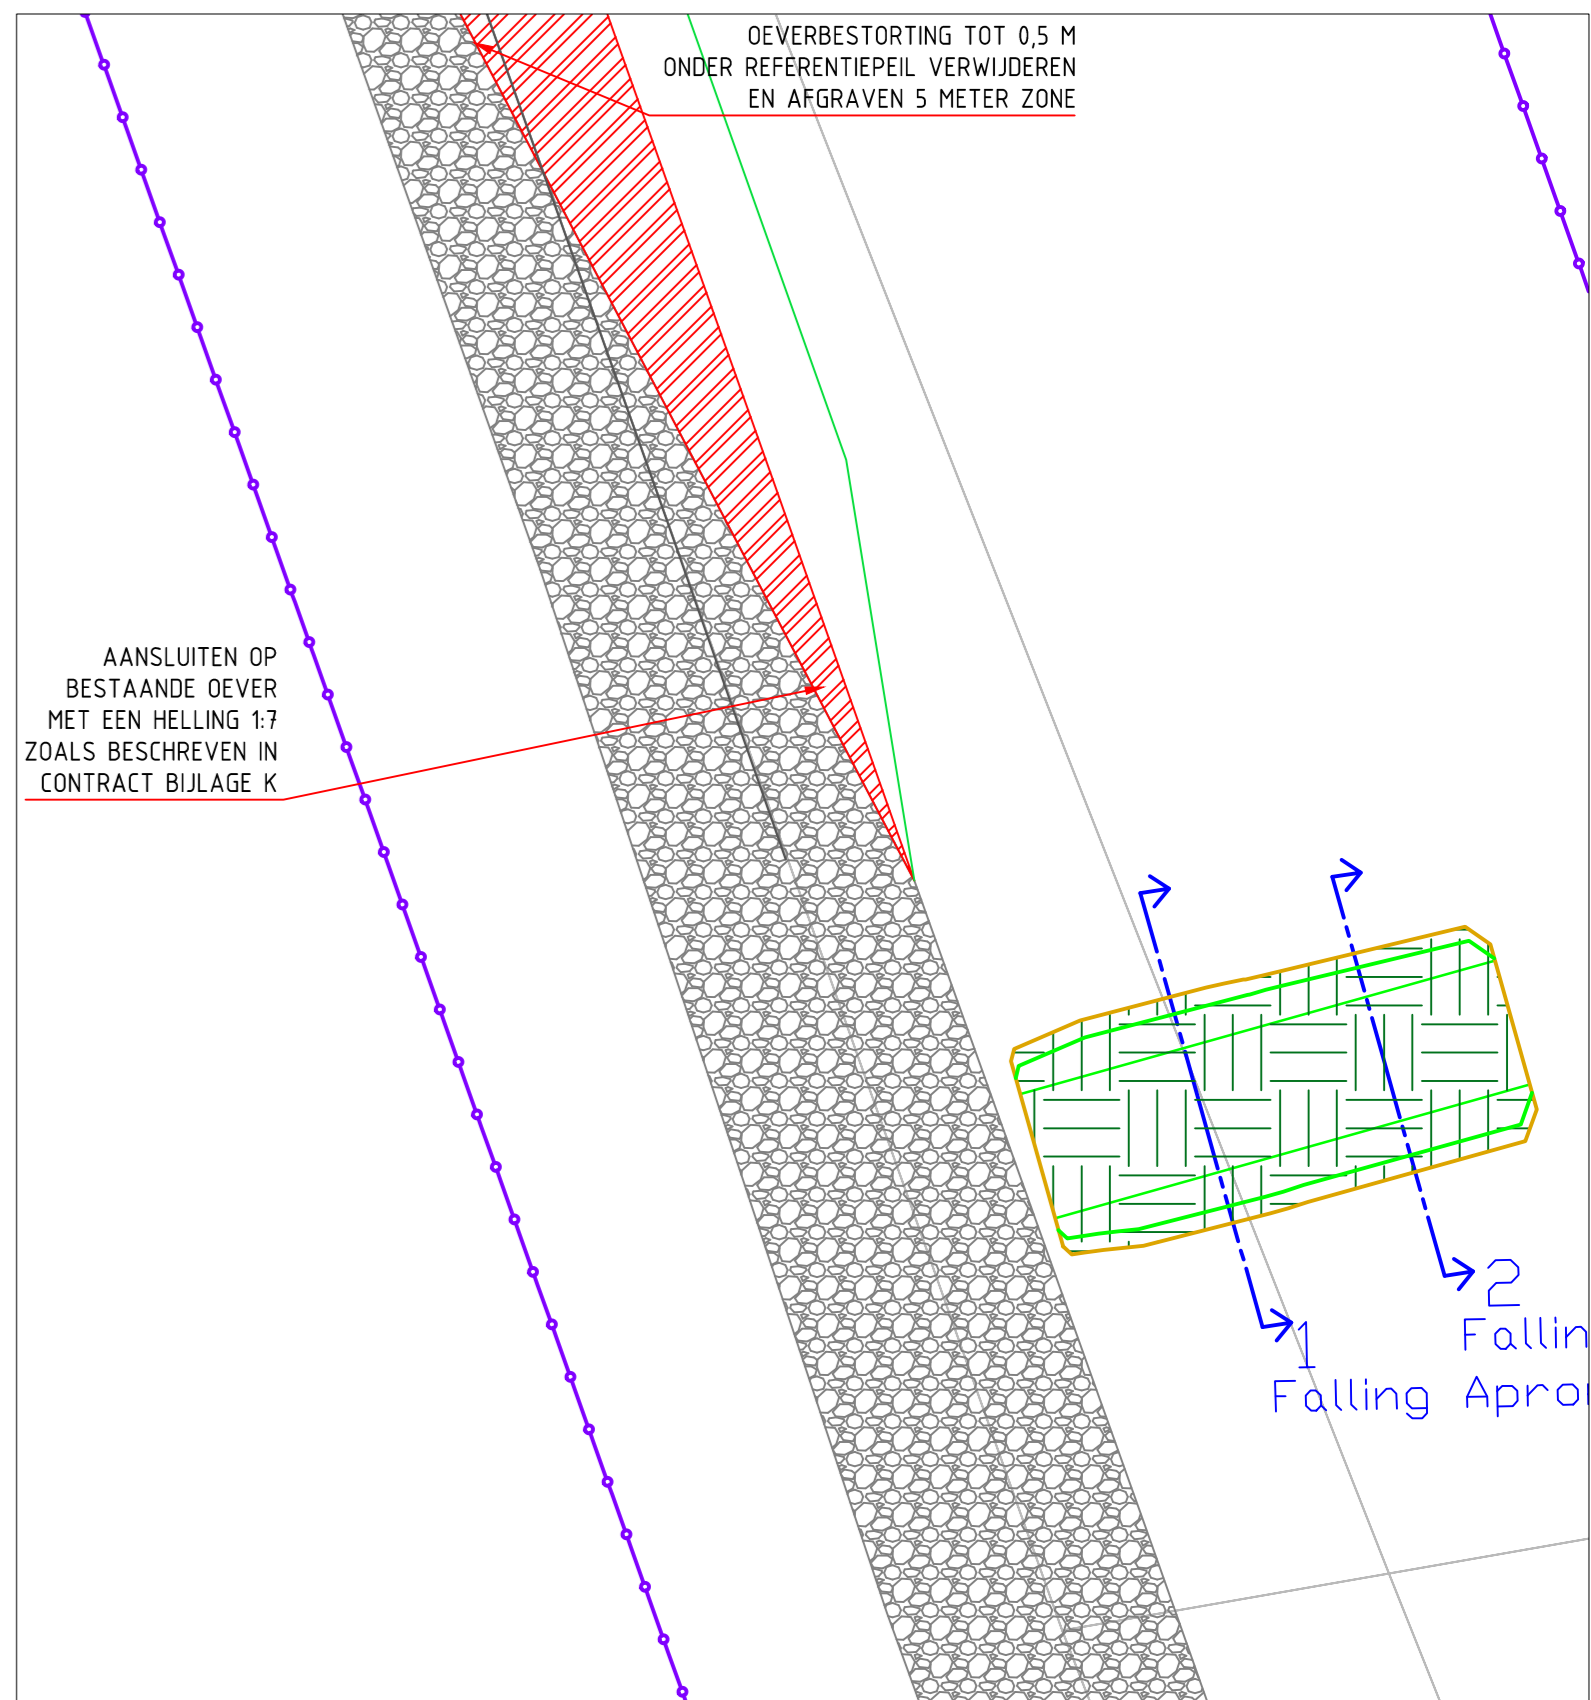 OEVERBESTORTING TOT 0,5 M
ONDER REFERENTIEPEIL VERWIJDEREN
EN AFGRAVEN 5 METER ZONE
AANSLUITEN OP
BESTAANDE OEVER
MET EEN HELLING 1:7
ZOALS BESCHREVEN IN
CONTRACT BIJLAGE K
2
Fallin
1
Falling